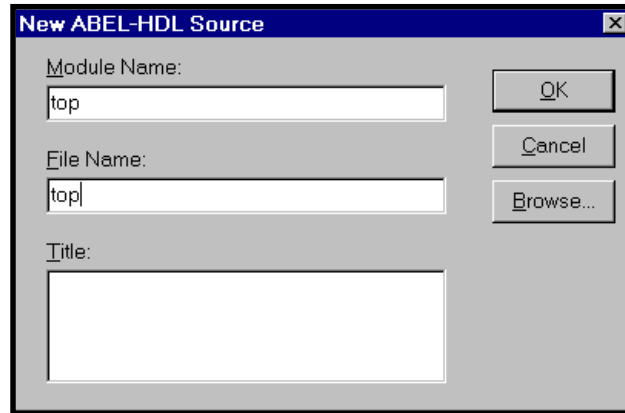 New ABEL-HDL Source
Module Name:
top
OK
Cancel
File Name:
top
Browse...
Title: